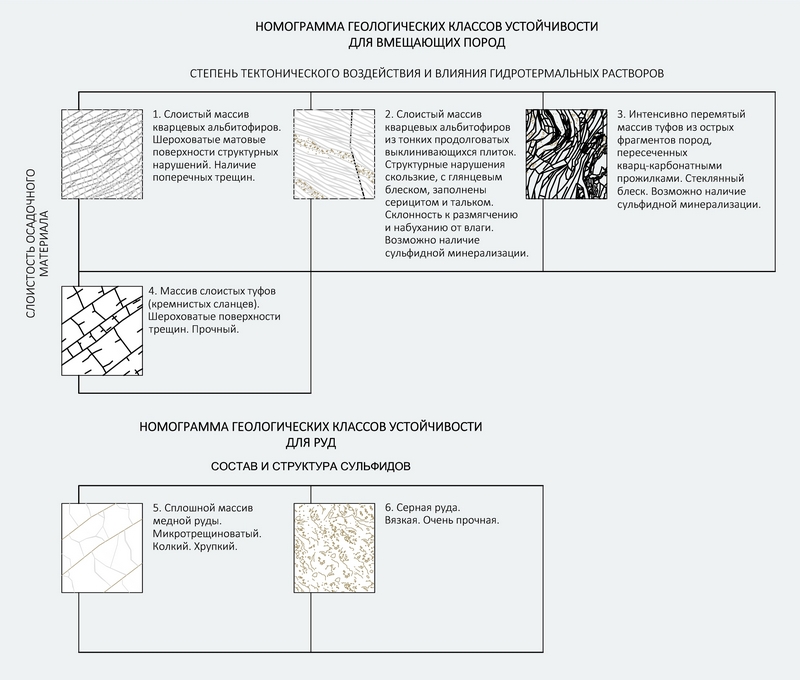 НОМОГРАММА ГЕОЛОГИЧЕСКИХ КЛАССОВ УСТОЙЧИВОСТИ
ДЛЯ ВМЕЩАЮЩИХ ПОРОД
СТЕПЕНЬ ТЕКТОНИЧЕСКОГО ВОЗДЕЙСТВИЯ И ВЛИЯНИЯ ГИДРОТЕРМАЛЬНЫХ РАСТВОРОВ
СЛОИСТОСТЬ ОСАДОЧНОГО
МАТЕРИАЛА
1. Слоистый массив
кварцевых альбитофиров.
Шероховатые матовые
поверхности структурных
нарушений. Наличие
поперечных трещин.
2. Слоистый массив
кварцевых альбитофиров
из тонких продолговатых
выклинивающихся плиток.
Структурные нарушения
скользкие, с глянцевым
блеском, заполнены
серицитом и тальком.
Склонность к размягчению
и набуханию от влаги.
Возможно наличие
сульфидной минерализации.
3. Интенсивно перемятый
массив туфов из острых
фрагментов пород,
пересеченных
кварц-карбонатными
прожилками. Стеклянный
блеск. Возможно наличие
сульфидной минерализации.
4. Массив слоистых туфов
(кремнистых сланцев).
Шероховатые поверхности
трещин. Прочный.
НОМОГРАММА ГЕОЛОГИЧЕСКИХ КЛАССОВ УСТОЙЧИВОСТИ
ДЛЯ РУД
СОСТАВ И СТРУКТУРА СУЛЬФИДОВ
5. Сплошной массив
медной руды.
Микротрещиноватый.
Колкий. Хрупкий.
6. Серная руда.
Вязкая. Очень прочная.